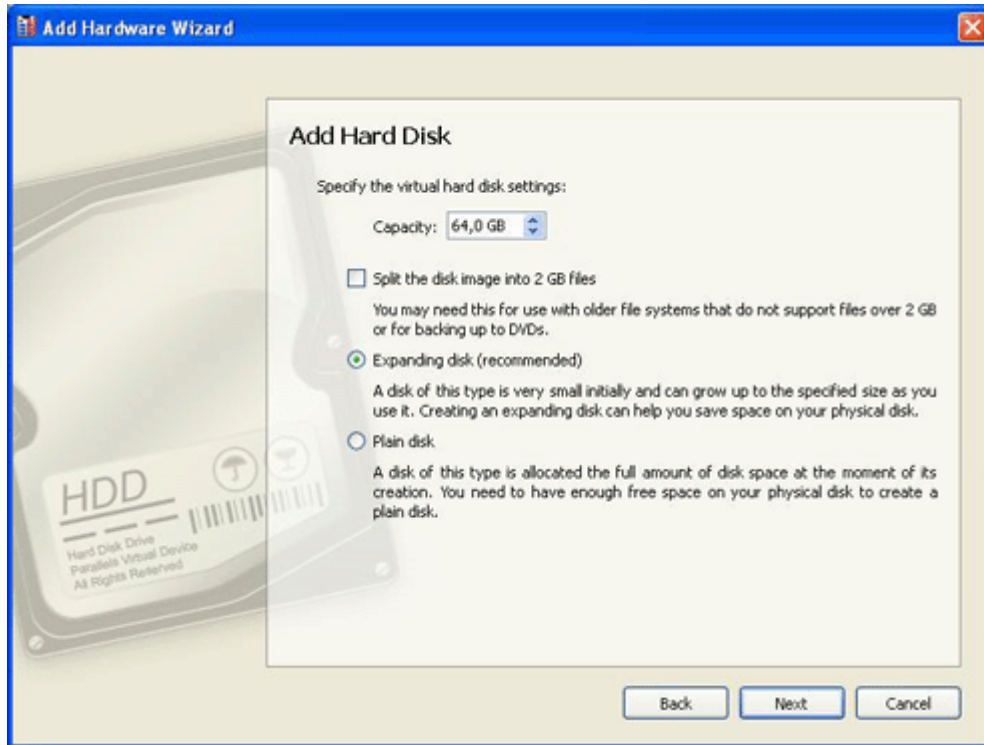 Add Hardware Wizard
Add Hard Disk
Specify the virtual hard disk settings:
Capacity: 64,0 GB
Split the disk image into 2 GB files
You may need this for use with older file systems that do not support files over 2 GB
or for backing up to DVDs.
Expanding disk (recommended)
A disk of this type is very small initially and can grow up to the specified size as you
use it. Creating an expanding disk can help you save space on your physical disk.
Plain disk
A disk of this type is allocated the full amount of disk space at the moment of its
creation. You need to have enough free space on your physical disk to create a
plain disk.
HDD
Hard Disk Drive
Parallels Virtual Device
All Rights Reserved
Back Next Cancel